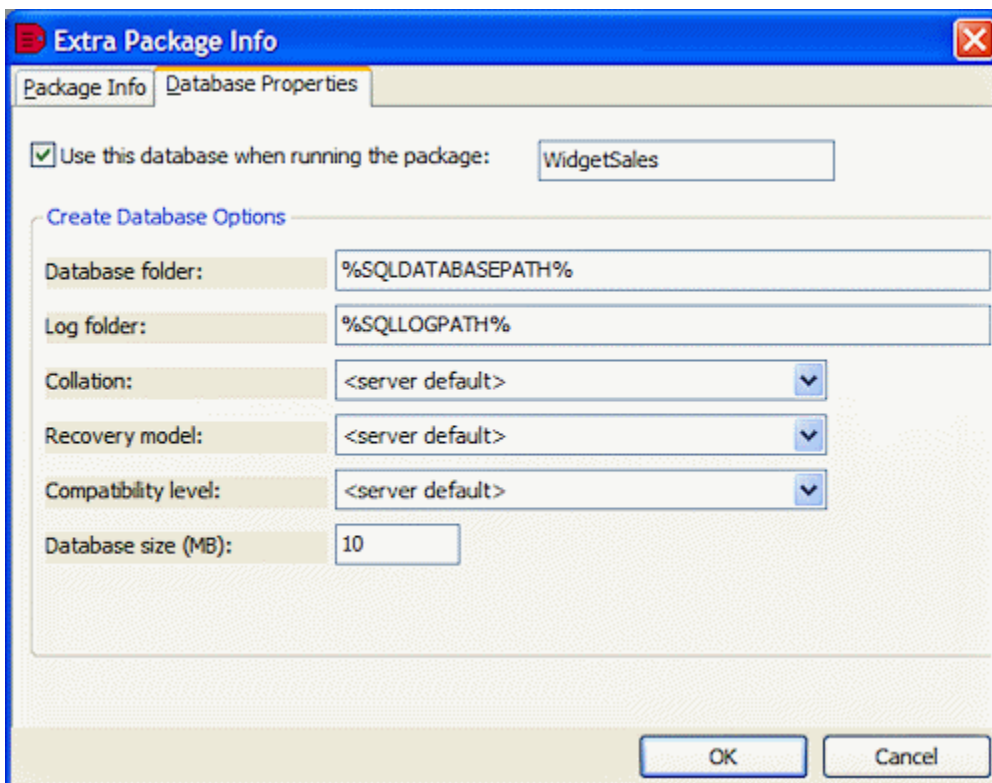 Extra Package Info
Package Info Database Properties
Use this database when running the package: WidgetSales
Create Database Options
Database folder: %SQLDATABASEPATH%
Log folder: %SQLLOGPATH%
Collation: <server default>
Recovery model: <server default>
Compatibility level: <server default>
Database size (MB): 10
OK Cancel